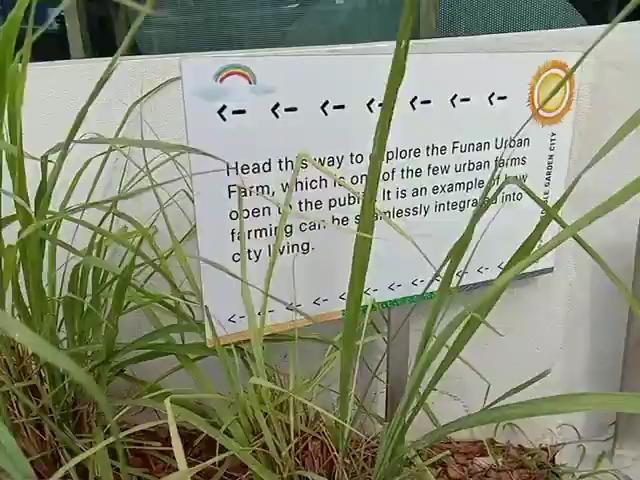 Head this way to explore the Funan Urban
Farm, which is one of the few urban farms
open to the public. It is an example of how
farming can be seamlessly integrated into
city living.
GARDEN CITY